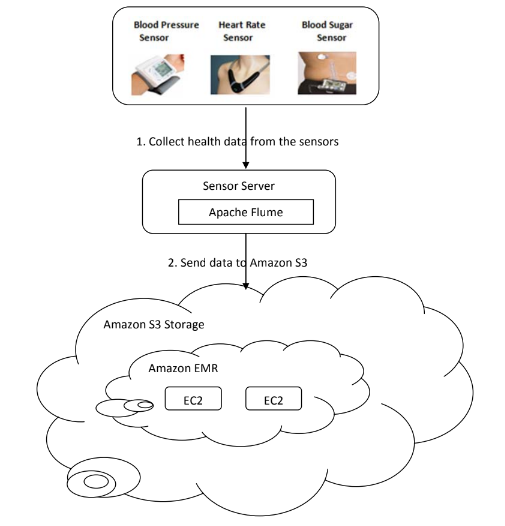 Blood Pressure Sensor
Heart Rate Sensor
Blood Sugar Sensor
1. Collect health data from the sensors
Sensor Server
Apache Flume
2. Send data to Amazon S3
Amazon S3 Storage
Amazon EMR
EC2
EC2